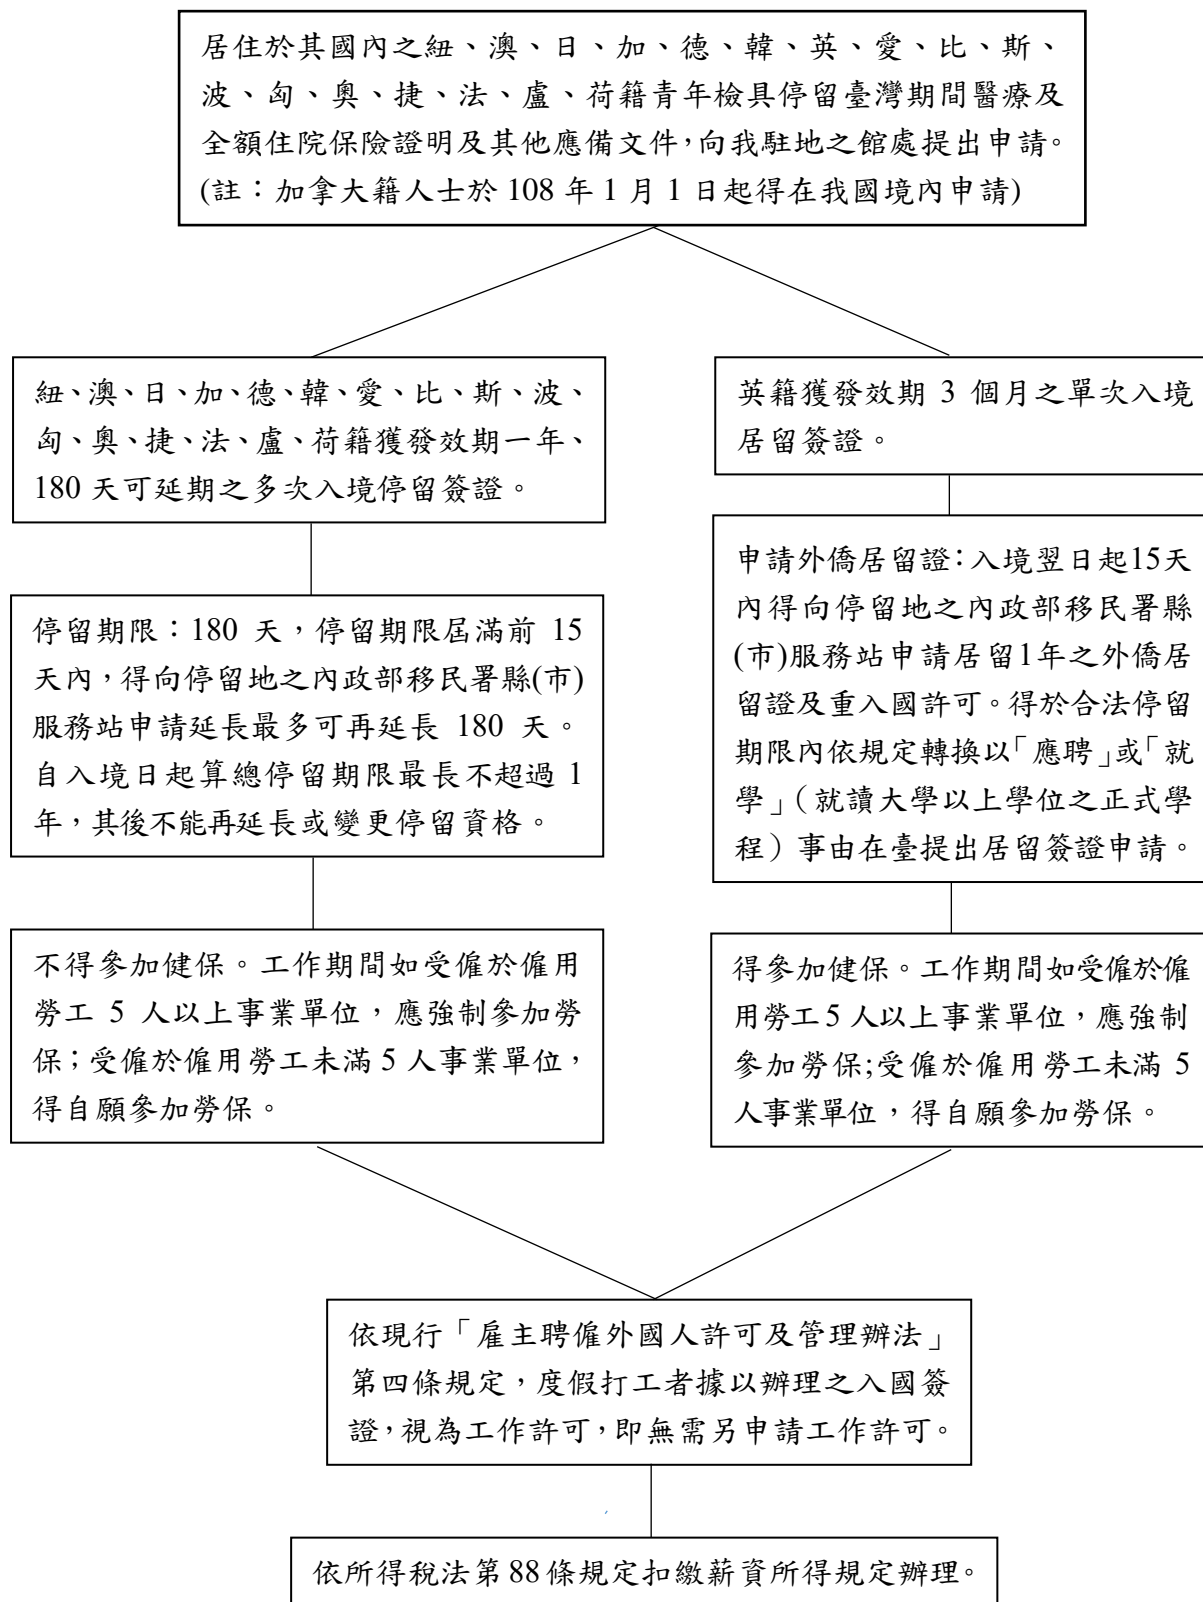 居住於其國內之紐、澳、日、加、德、韓、英、愛、比、斯、
波、匈、奧、捷、法、盧、荷籍青年檢具停留臺灣期間醫療及
全額住院保險證明及其他應備文件,向我駐地之館處提出申請。
(註：加拿大籍人士於 108 年 1 月 1 日起得在我國境內申請)
紐、澳、日、加、德、韓、愛、比、斯、波、
匈、奧、捷、法、盧、荷籍獲發效期一年、
180 天可延期之多次入境停留簽證。
停留期限：180 天，停留期限屆滿前 15
天內，得向停留地之內政部移民署縣(市)
服務站申請延長最多可再延長 180 天。
自入境日起算總停留期限最長不超過 1
年，其後不能再延長或變更停留資格。
不得參加健保。工作期間如受僱於僱用
勞工 5 人以上事業單位，應強制參加勞
保；受僱於僱用勞工未滿 5 人事業單位，
得自願參加勞保。
英籍獲發效期 3 個月之單次入境
居留簽證。
申請外僑居留證：入境翌日起15天
內得向停留地之內政部移民署縣
(市)服務站申請居留1年之外僑居
留證及重入國許可。得於合法停留
期限內依規定轉換以「應聘」或「就
學」（就讀大學以上學位之正式學
程）事由在臺提出居留簽證申請。
得參加健保。工作期間如受僱於僱
用勞工 5 人以上事業單位，應強制
參加勞保;受僱於僱用勞工未滿 5
人事業單位，得自願參加勞保。
依現行「雇主聘僱外國人許可及管理辦法」
第四條規定，度假打工者據以辦理之入國簽
證，視為工作許可，即無需另申請工作許可。
依所得稅法第 88 條規定扣繳薪資所得規定辦理。